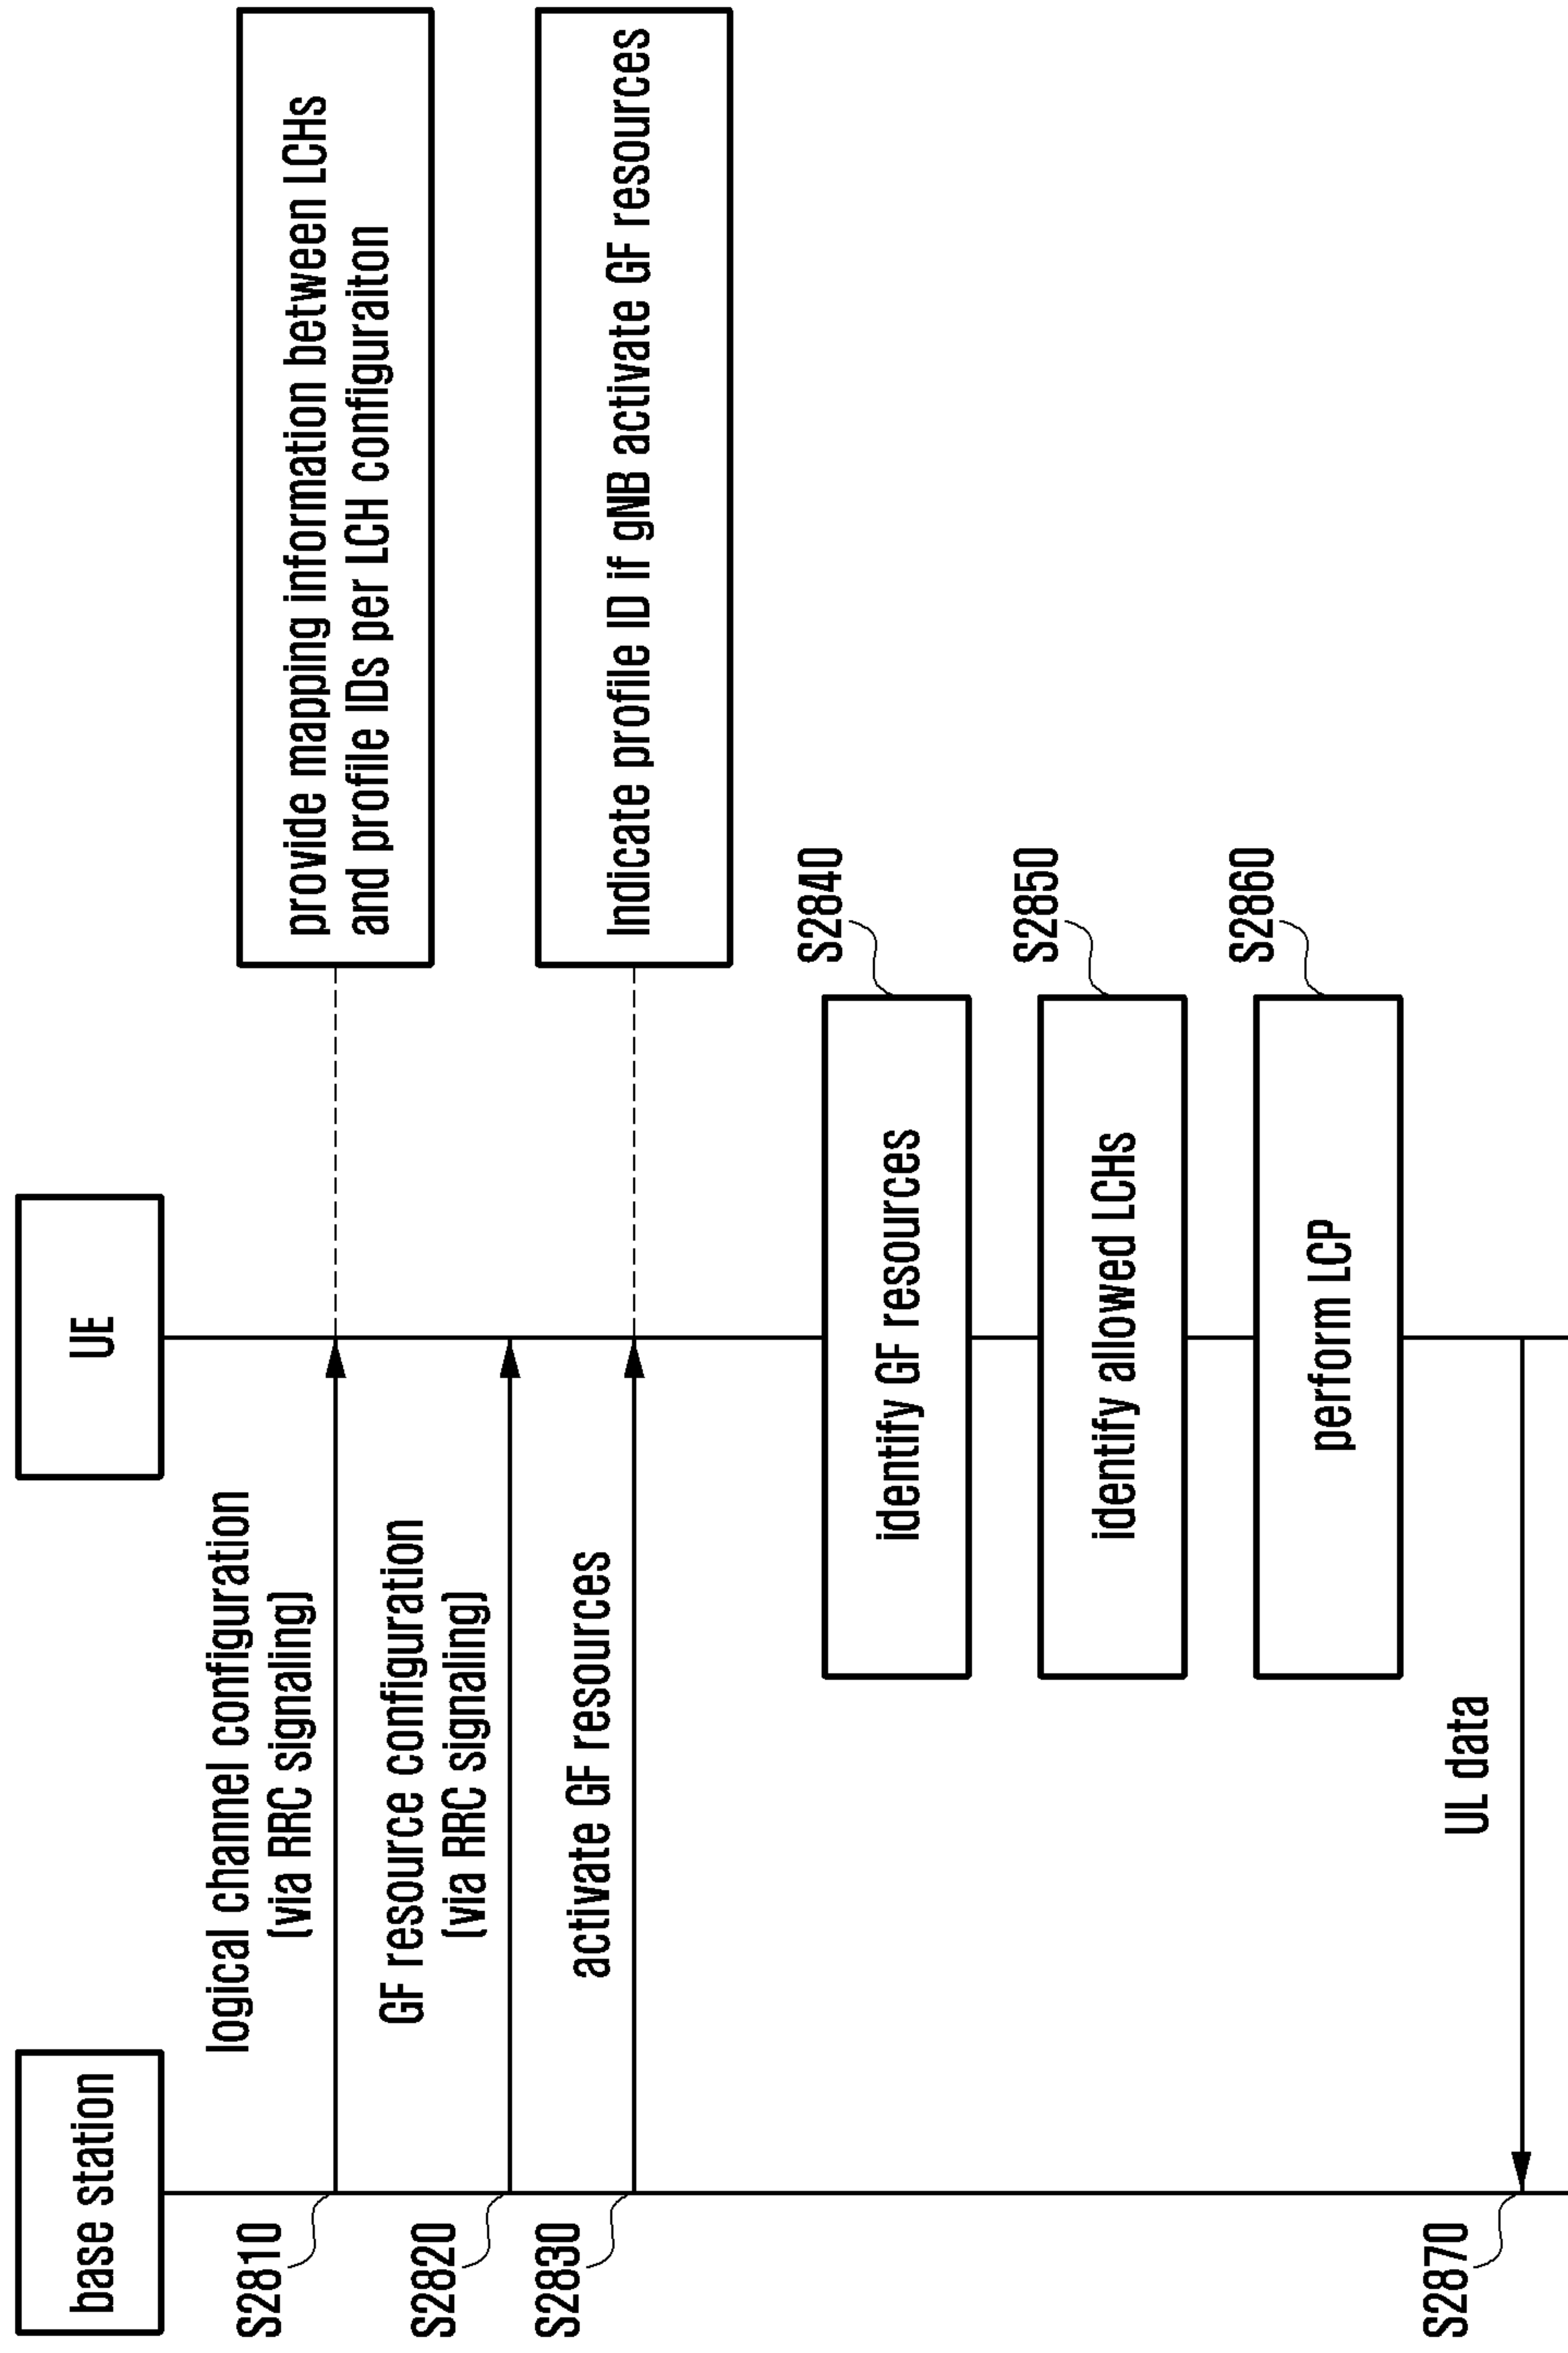 base station
UE
logical channel configuration
(via RRC signaling)
S2810
provide mapping information between LCHs
and profile IDs per LCH configuraiton
GF resource configuration
(via RRC signaling)
S2820
activate GF resources
S2830
Indicate profile ID if gNB activate GF resources
identify GF resources
S2840
identify allowed LCHs
S2850
perform LCP
S2860
UL data
S2870